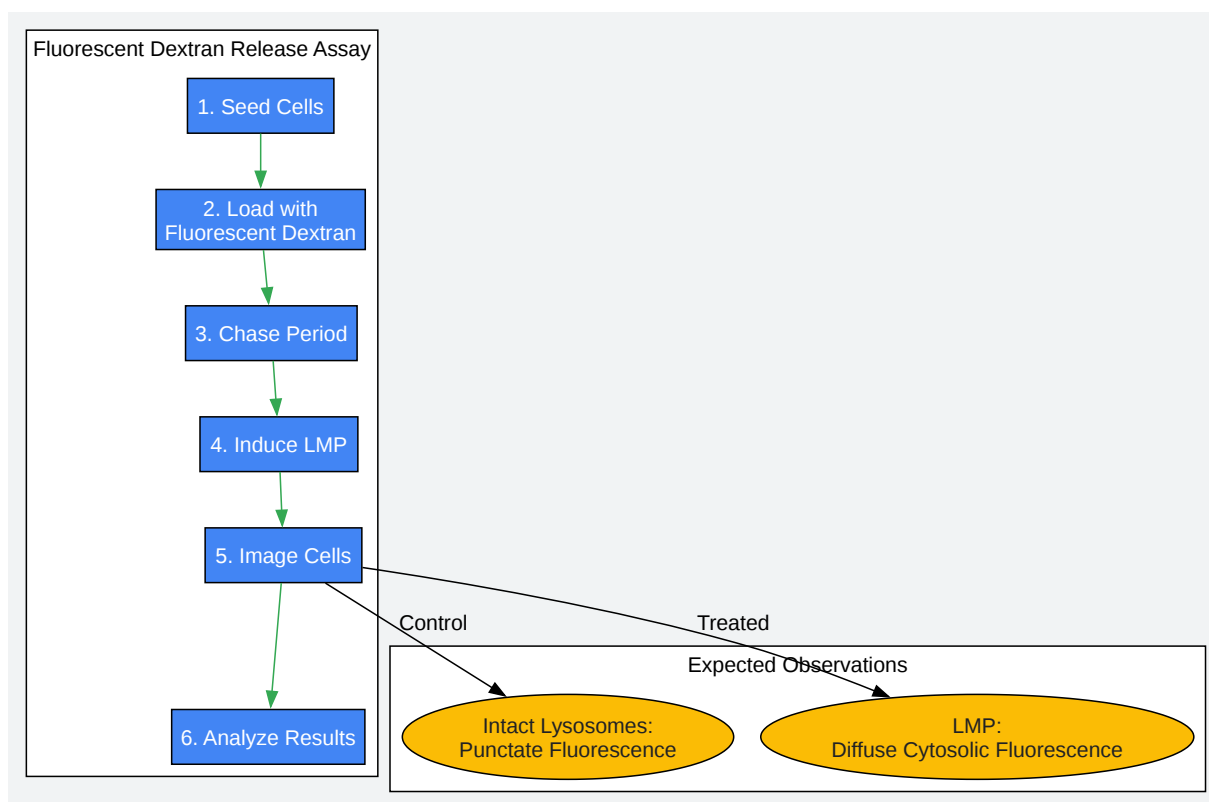 Fluorescent Dextran Release Assay
1. Seed Cells
2. Load with
Fluorescent Dextran
3. Chase Period
4. Induce LMP
5. Image Cells
Control
Treated
Expected Observations
6. Analyze Results
Intact Lysosomes:
Punctate Fluorescence
LMP:
Diffuse Cytosolic Fluorescence